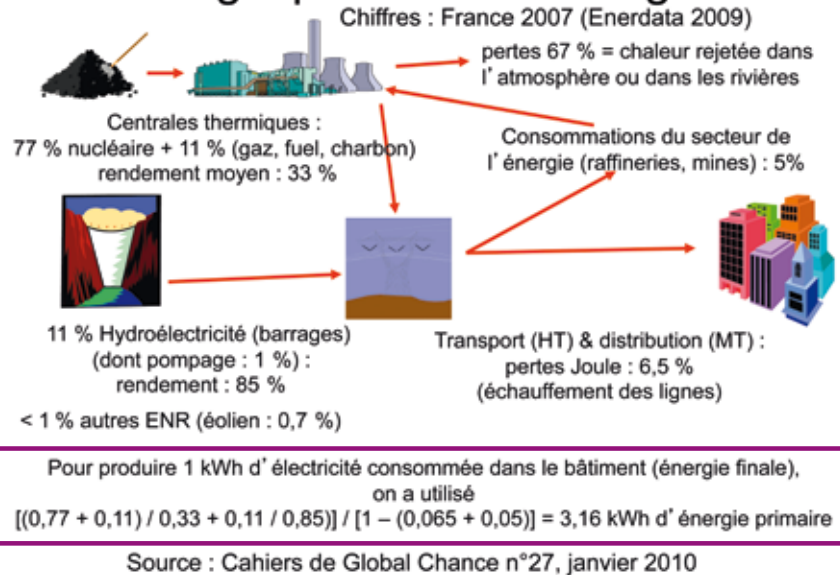 Chiffres : France 2007 (Enerdata 2009)
pertes 67 % = chaleur rejetée dans
l'atmosphère ou dans les rivières
Centrales thermiques :
77 % nucléaire + 11 % (gaz, fuel, charbon)
rendement moyen : 33 %
Consommations du secteur de
l'énergie (raffineries, mines) : 5%
11 % Hydroélectricité (barrages)
(dont pompage : 1 %) :
rendement : 85 %
< 1 % autres ENR (éolien : 0,7 %)
Transport (HT) & distribution (MT) :
pertes Joule : 6,5 %
(échauffement des lignes)
Pour produire 1 kWh d'électricité consommée dans le bâtiment (énergie finale),
on a utilisé
[(0,77 + 0,11) / 0,33 + 0,11 / 0,85)] / [1 – (0,065 + 0,05)] = 3,16 kWh d'énergie primaire
Source : Cahiers de Global Chance n°27, janvier 2010